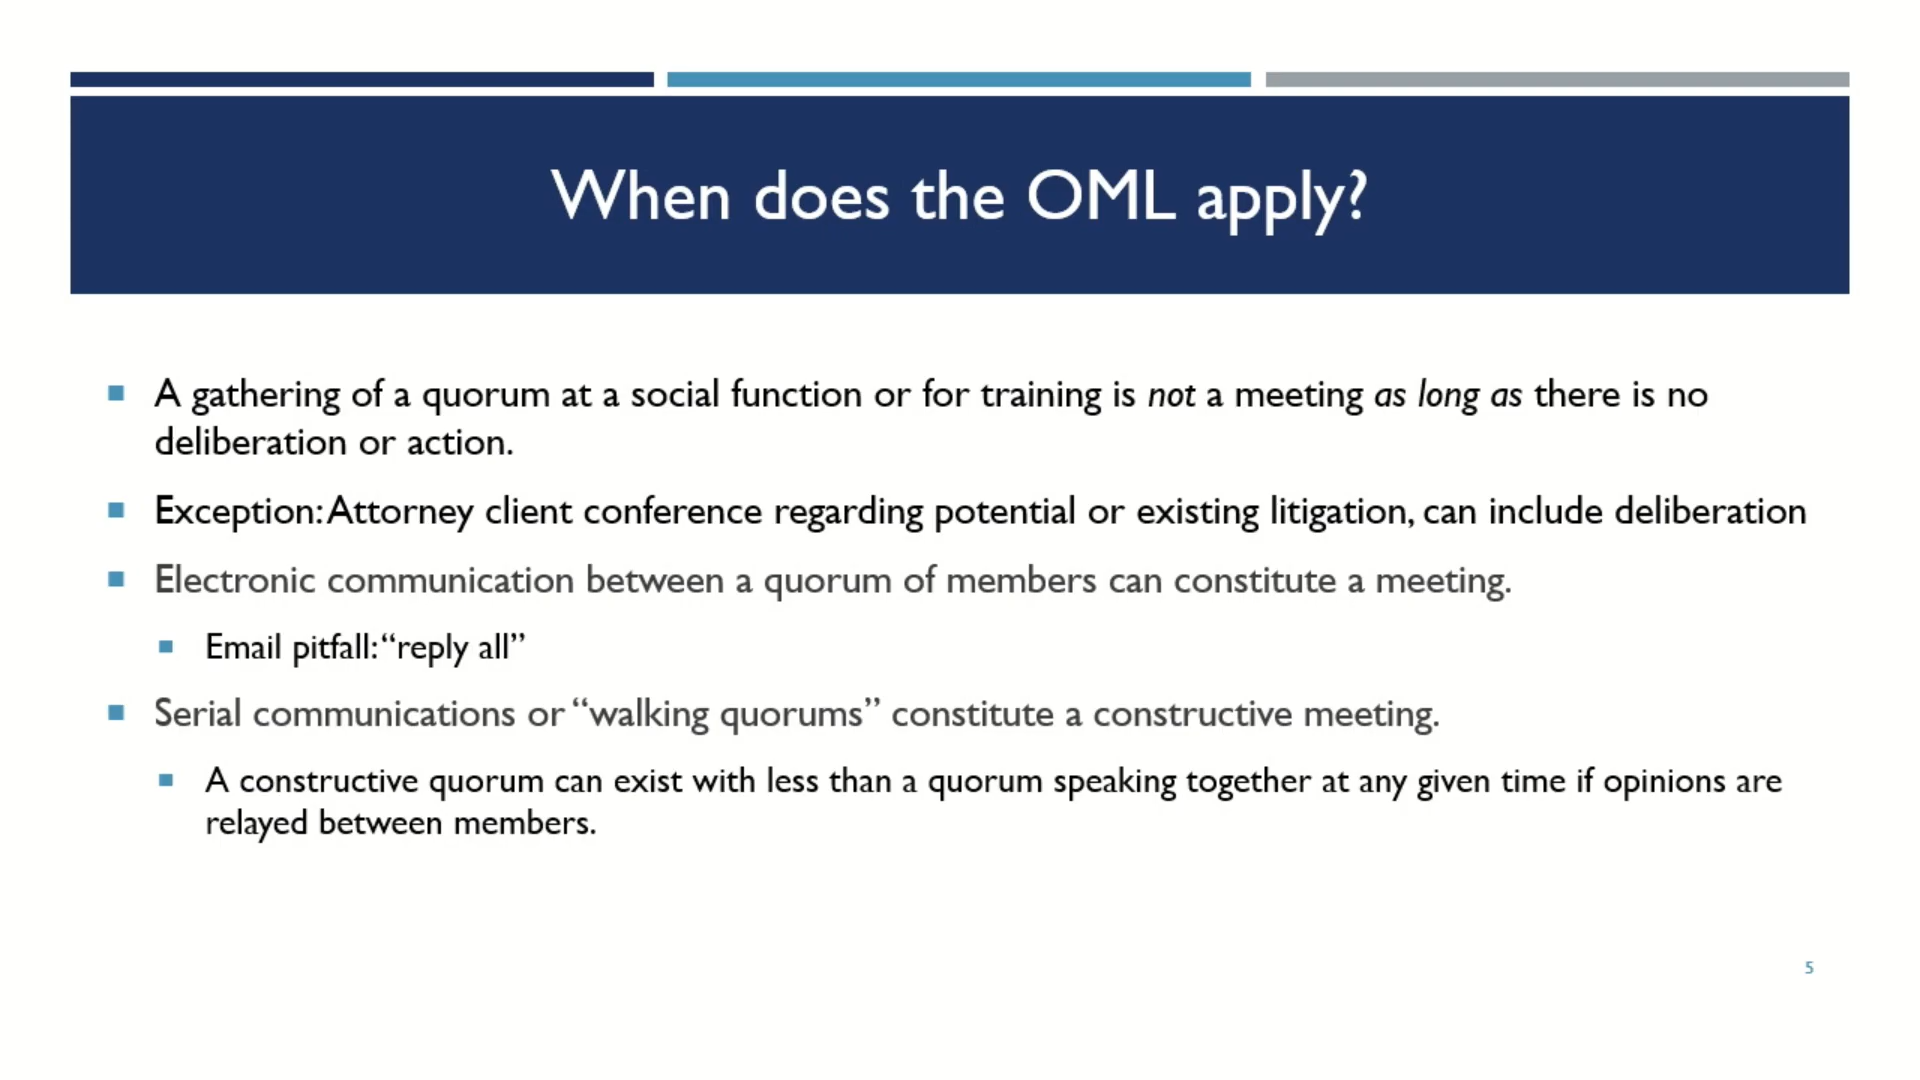 When does the OML apply?
A gathering of a quorum at a social function or for training is not a meeting as long as there is no
deliberation or action.
Exception: Attorney client conference regarding potential or existing litigation, can include deliberation
Electronic communication between a quorum of members can constitute a meeting.
Email pitfall: “reply all”
Serial communications or “walking quorums” constitute a constructive meeting.
A constructive quorum can exist with less than a quorum speaking together at any given time if opinions are
relayed between members.
5